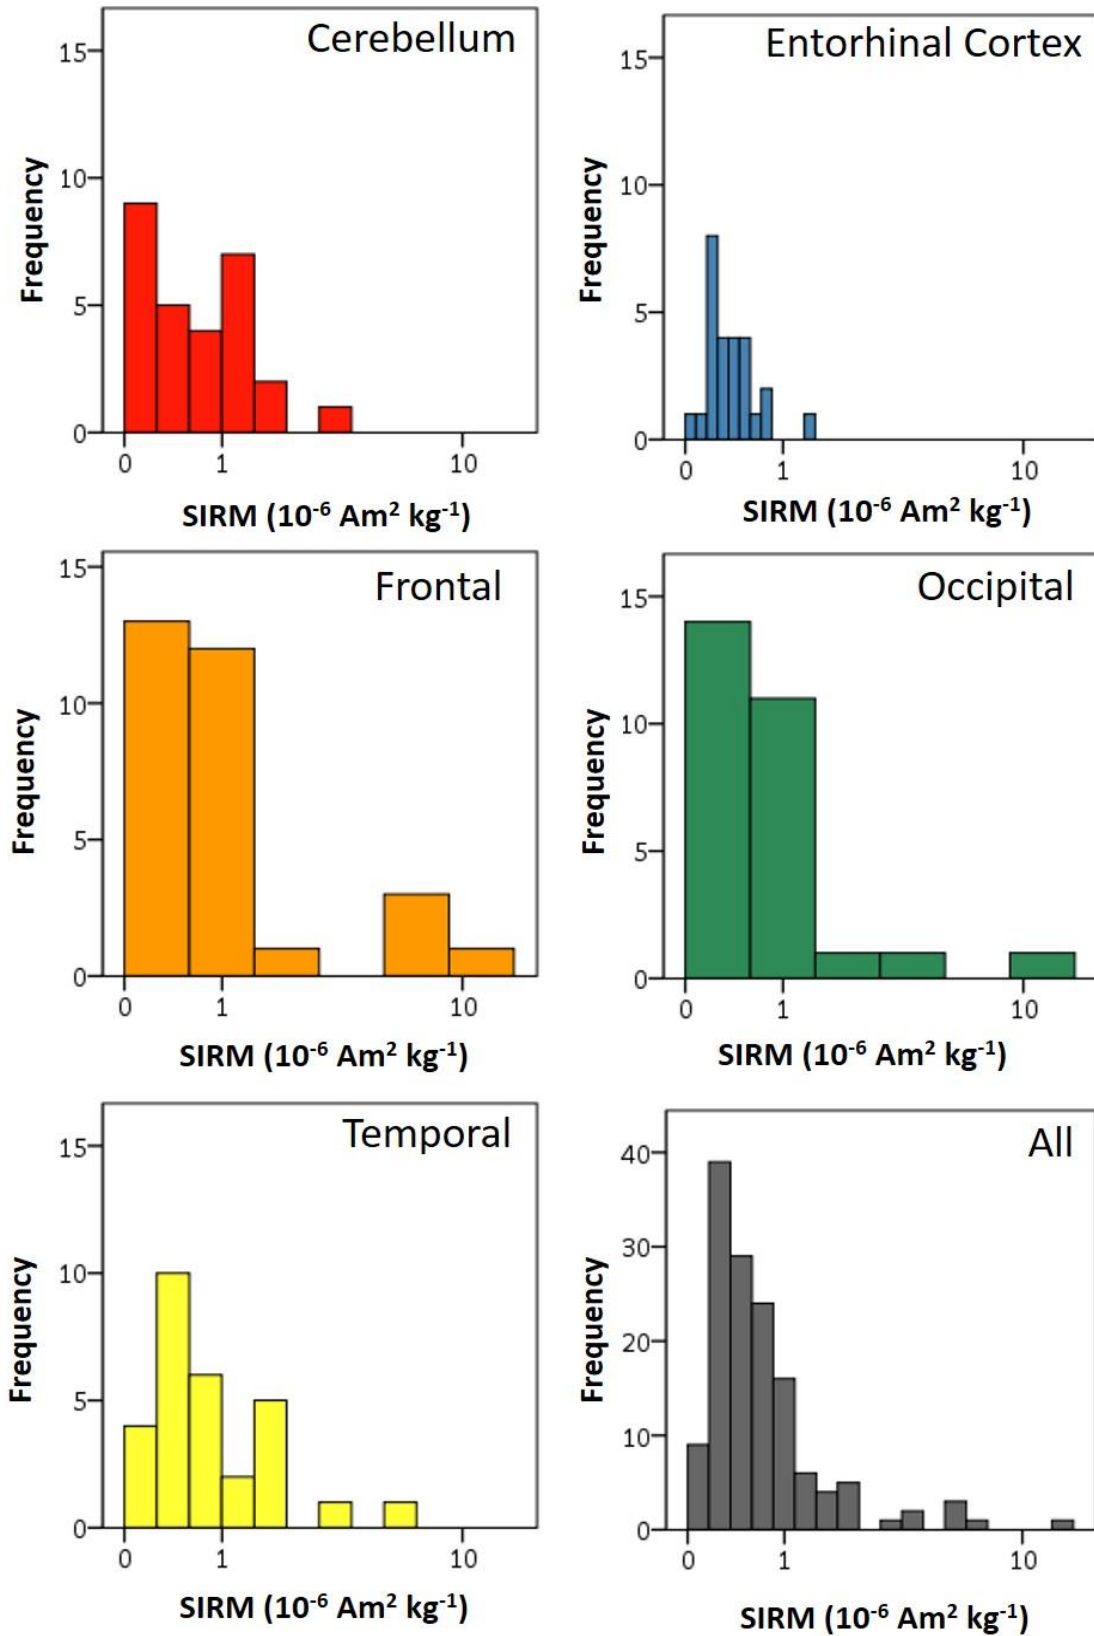 Cerebellum
15
10
5
0
Frequency
0 1 10
SIRM (10⁻⁶ Am² kg⁻¹)
Entorhinal Cortex
15
10
5
0
Frequency
0 1 10
SIRM (10⁻⁶ Am² kg⁻¹)
Frontal
15
10
5
0
Frequency
0 1 10
SIRM (10⁻⁶ Am² kg⁻¹)
Occipital
15
10
5
0
Frequency
0 1 10
SIRM (10⁻⁶ Am² kg⁻¹)
Temporal
15
10
5
0
Frequency
0 1 10
SIRM (10⁻⁶ Am² kg⁻¹)
All
40
30
20
10
0
Frequency
0 1 10
SIRM (10⁻⁶ Am² kg⁻¹)